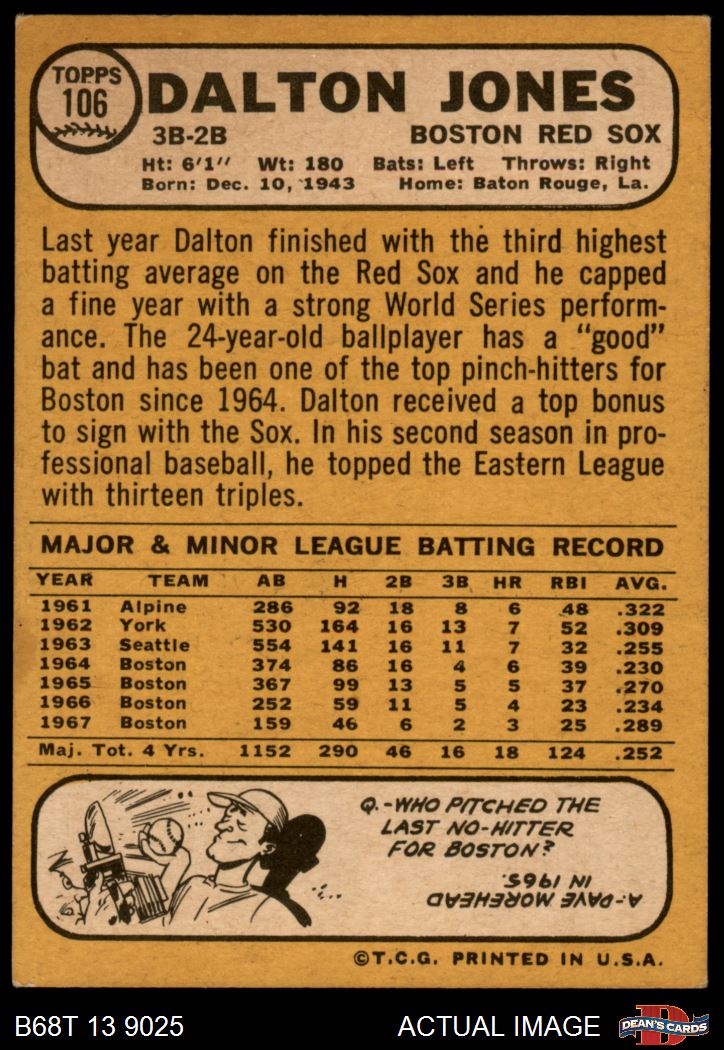 TOPPS
106
DALTON JONES
3B-2B BOSTON RED SOX
Ht: 6'1" Wt: 180 Bats: Left Throws: Right
Born: Dec. 10, 1943 Home: Baton Rouge, La.
Last year Dalton finished with the third highest
batting average on the Red Sox and he capped
a fine year with a strong World Series perform-
ance. The 24-year-old ballplayer has a “good”
bat and has been one of the top pinch-hitters for
Boston since 1964. Dalton received a top bonus
to sign with the Sox. In his second season in pro-
fessional baseball, he topped the Eastern League
with thirteen triples.
MAJOR & MINOR LEAGUE BATTING RECORD
YEAR TEAM AB H 2B 3B HR RBI AVG.
1961 Alpine 286 92 18 8 6 48 .322
1962 York 530 164 16 13 7 52 .309
1963 Seattle 554 141 16 11 7 32 .255
1964 Boston 374 86 16 4 6 39 .230
1965 Boston 367 99 13 5 5 37 .270
1966 Boston 252 59 11 5 4 23 .234
1967 Boston 159 46 6 2 3 25 .289
Maj. Tot. 4 Yrs. 1152 290 46 16 18 124 .252
Q.-WHO PITCHED THE
LAST NO-HITTER
FOR BOSTON?
A-DAVE MOREHEAD
IN 1965.
©T.C.G. PRINTED IN U.S.A.
B68T 13 9025 ACTUAL IMAGE
D
DEAN'S CARDS